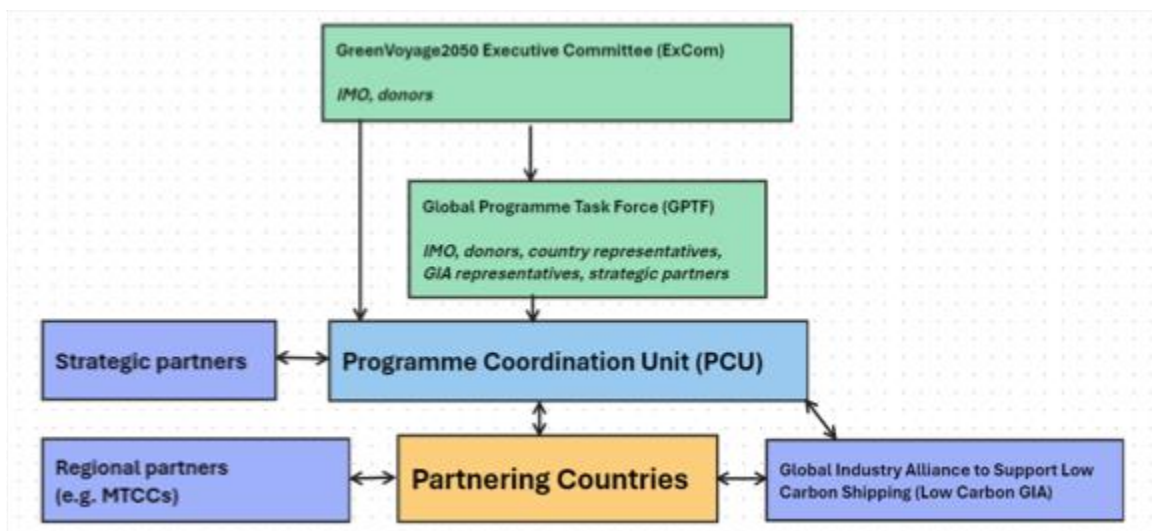 GreenVoyage2050 Executive Committee (ExCom)
IMO, donors
Global Programme Task Force (GPTF)
IMO, donors, country representatives,
GIA representatives, strategic partners
Strategic partners
Programme Coordination Unit (PCU)
Regional partners
(e.g. MTCCs)
Partnering Countries
Global Industry Alliance to Support Low
Carbon Shipping (Low Carbon GIA)